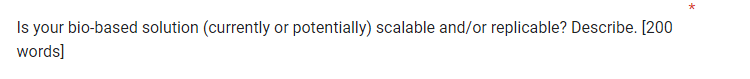 *
Is your bio-based solution (currently or potentially) scalable and/or replicable? Describe. [200
words]